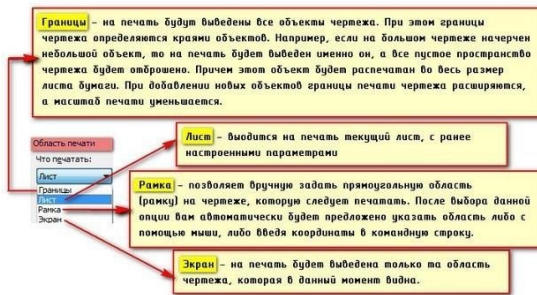 Границы – на печать будут выведены все объекты чертежа. При этом границы
чертежа определяются краями объектов. Например, если на большом чертеже начерчен
небольшой объект, то на печать будет выведен именно он, а все пустое пространство
чертежа будет отброшено. Причем этот объект будет распечатан во весь размер
листа бумаги. При добавлении новых объектов границы печати чертежа расширяются,
а масштаб печати уменьшается.
Лист – выодится на печать текущий лист, с ранее
настроенными параметрами
Область печати
Что печатать:
Лист
Границы
Лист
Рамка
Экран
Рамка – позволяет вручную задать прямоугольную область
(рамку) на чертеже, которую следует печатать. После выбора данной
опции вам автоматически будет предложено указать область либо с
помощью мыши, либо введя координаты в командную строку.
Экран – на печать будет выведена только та область
чертежа, которая в данный момент видна.